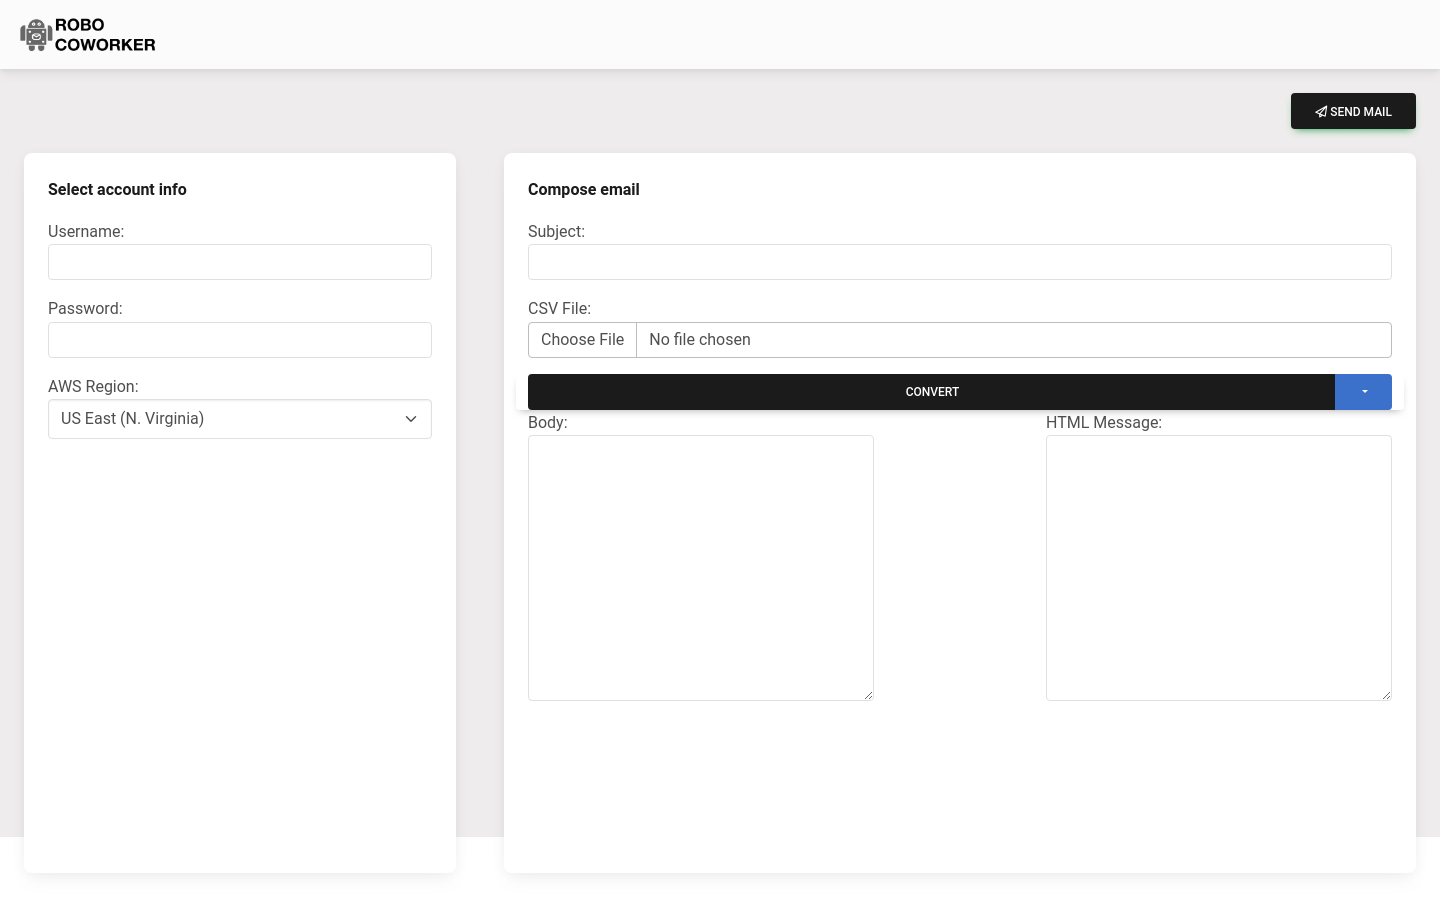 ROBO
COWORKER
SEND MAIL
Select account info
Username:
Password:
AWS Region:
US East (N. Virginia)
Compose email
Subject:
CSV File:
Choose File No file chosen
CONVERT
Body:
HTML Message: